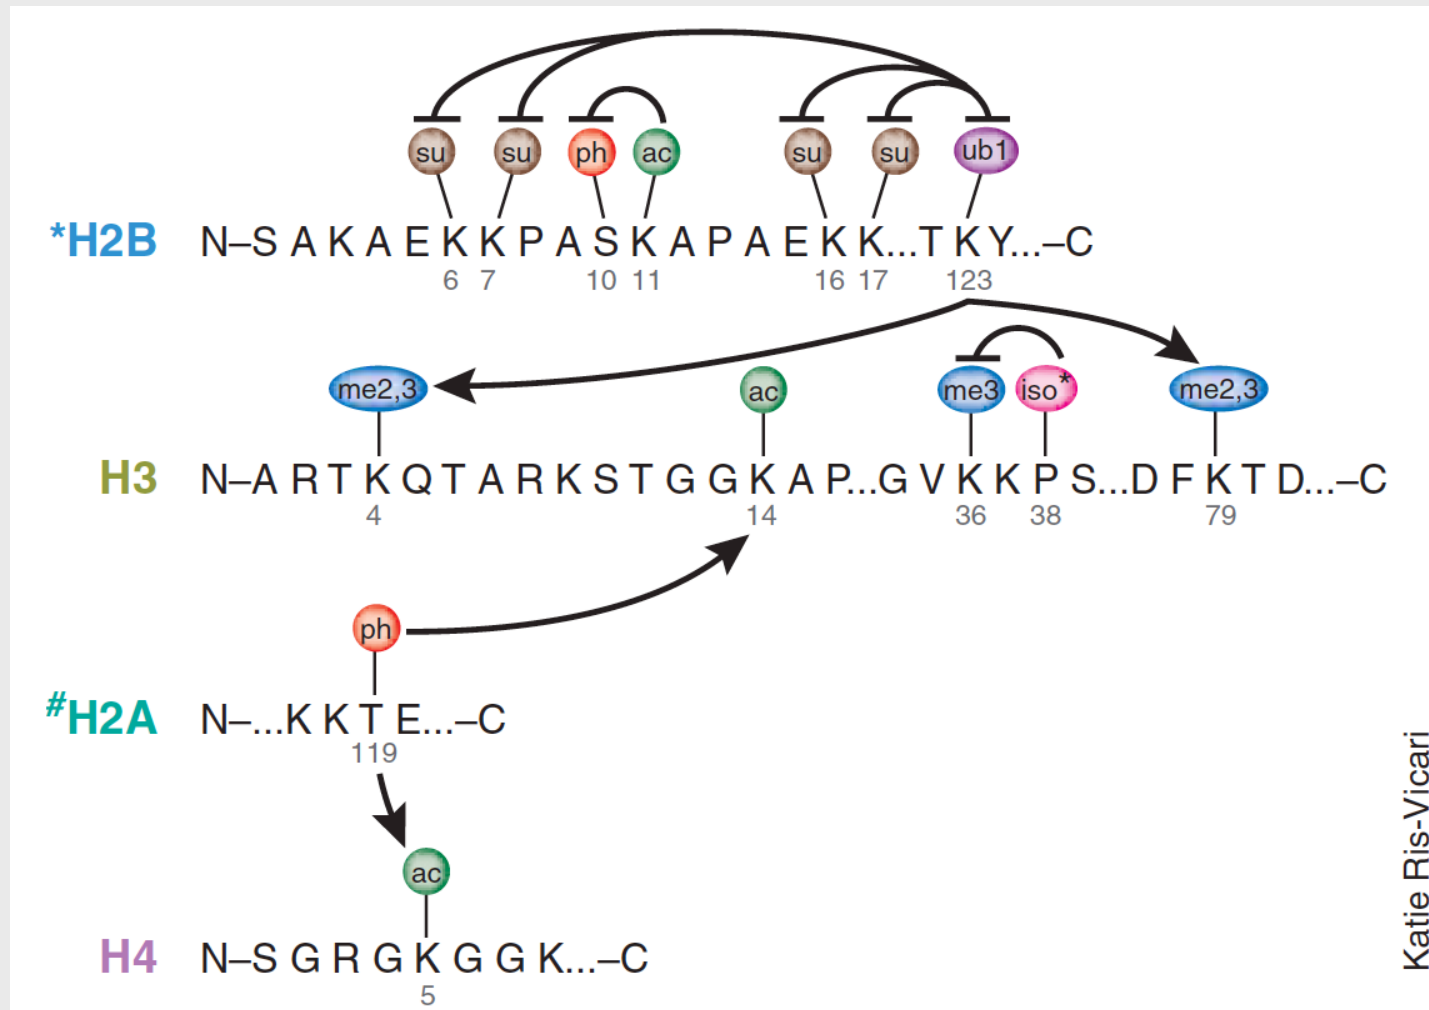 su su ph ac su su ub1
*H2B N–S A K A E K K P A S K A P A E K K...T K Y...–C
6 7 10 11 16 17 123
me2,3 ac me3 iso* me2,3
H3 N–A R T K Q T A R K S T G G K A P...G V K K P S...D F K T D...–C
4 14 36 38 79
ph
#H2A N–...K K T E...–C
119
ac
H4 N–S G R G K G G K...–C
5
Katie Ris-Vicari